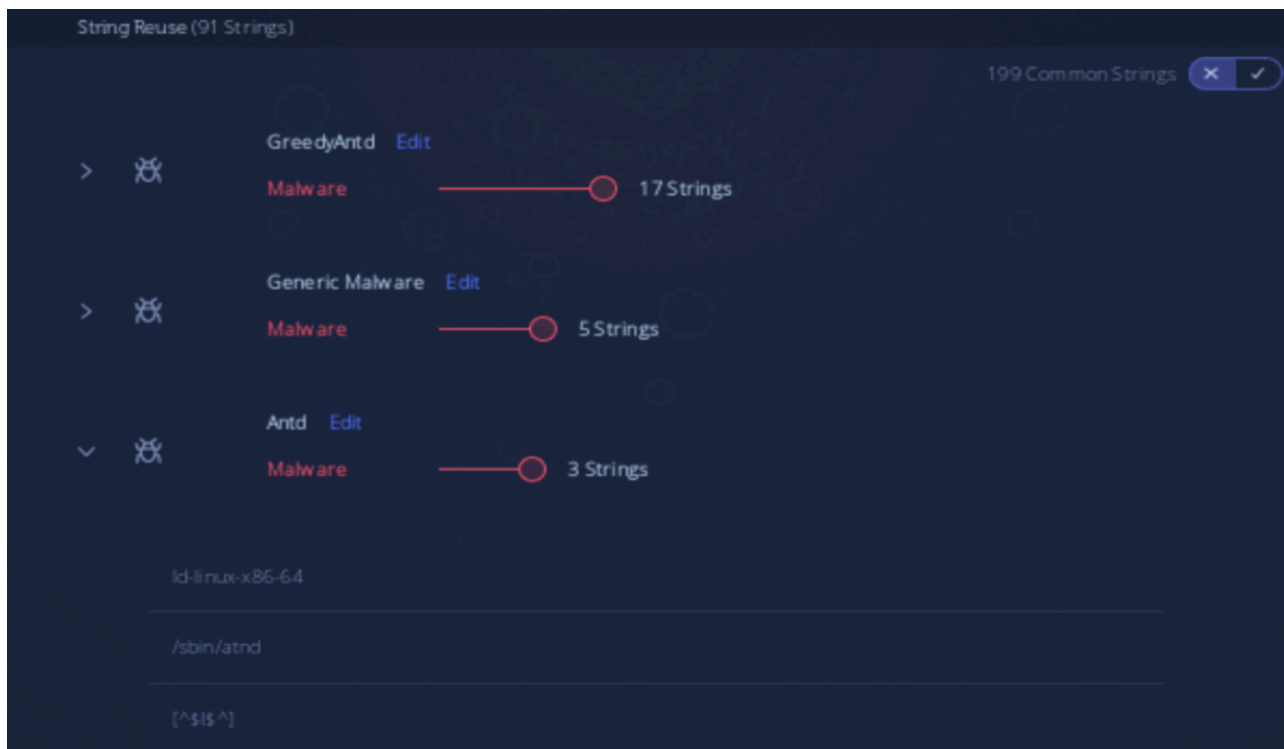 String Reuse (91 Strings)
199 Common Strings
GreedyAntd Edit
Malware 17 Strings
Generic Malware Edit
Malware 5 Strings
Antd Edit
Malware 3 Strings
ld-linux-x86-64
/sbin/atnd
[^$I$^]